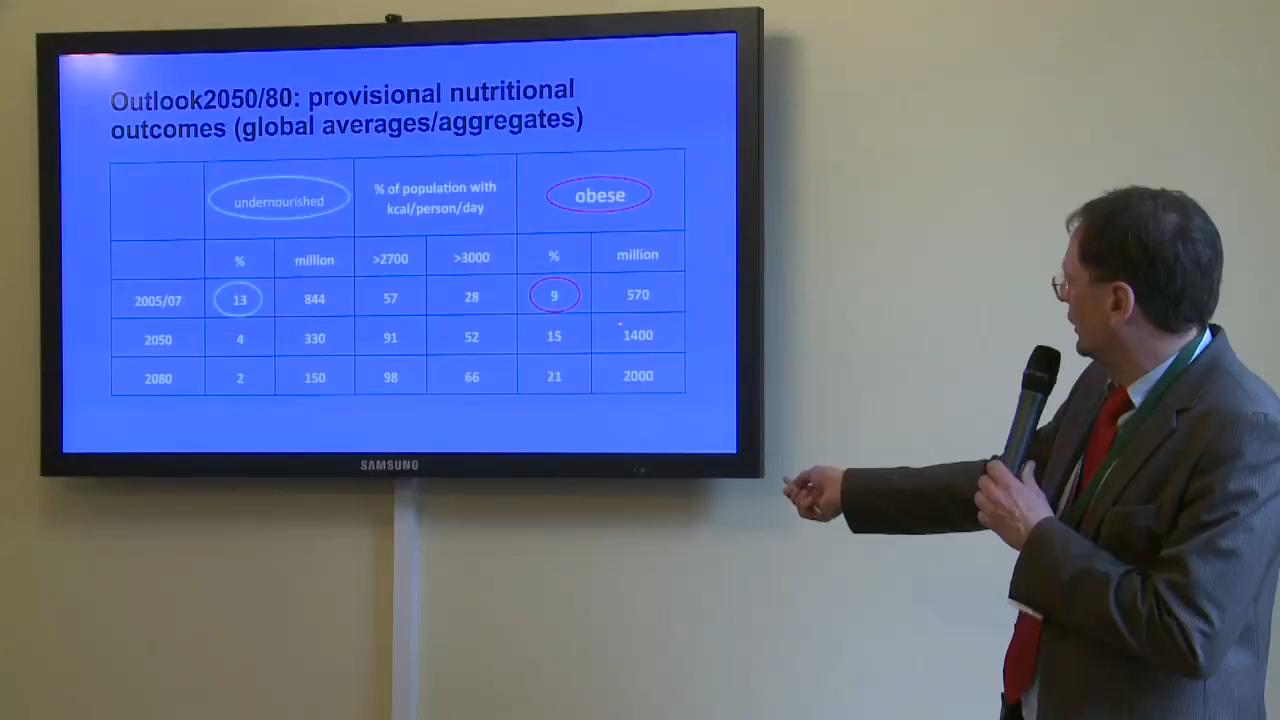 Outlook2050/80: provisional nutritional
outcomes (global averages/aggregates)
undernourished
% of population with
kcal/person/day
obese
% million >2700 >3000 % million
2005/07 13 844 57 28 9 570
2050 4 330 91 52 15 1400
2080 2 150 98 66 21 2000
SAMSUNG